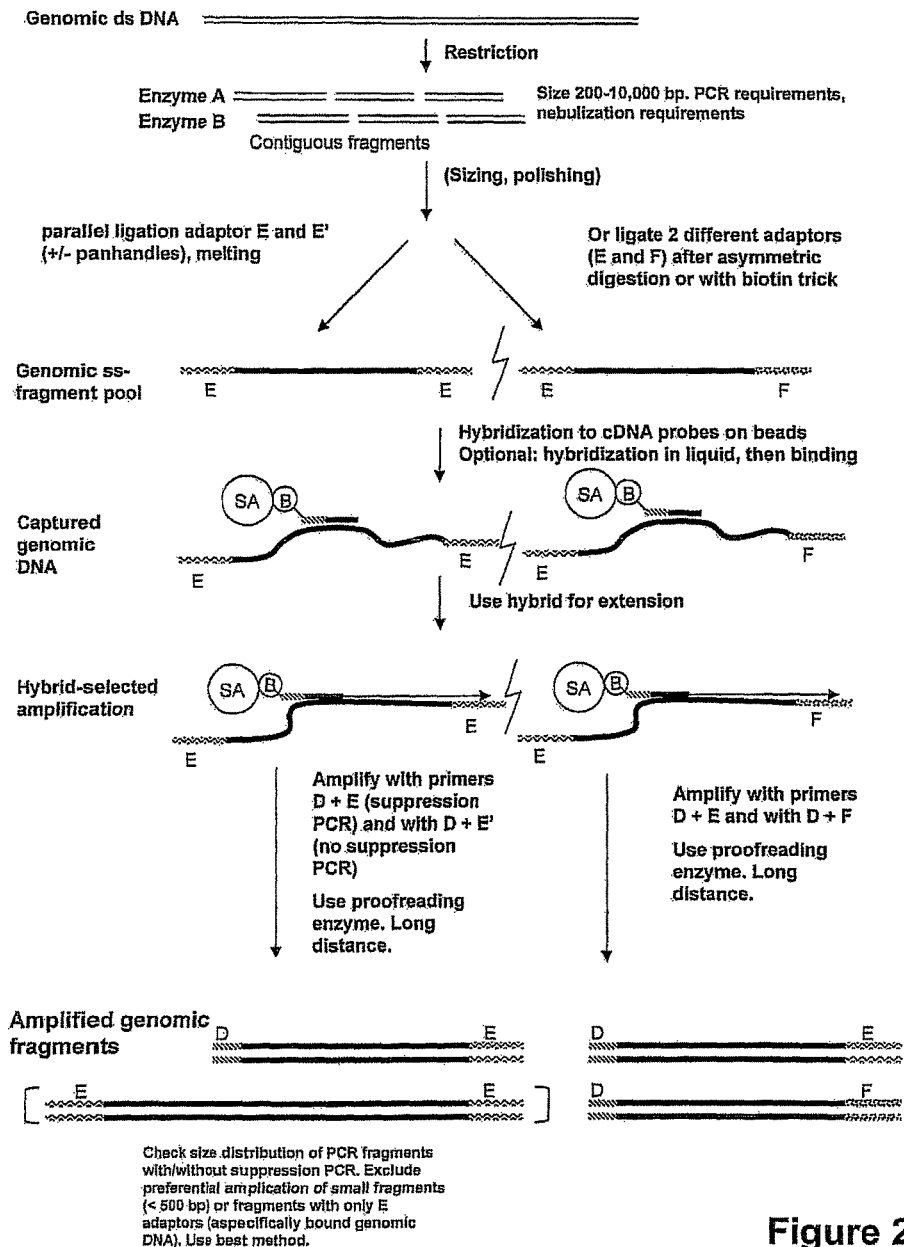 Genomic ds DNA
Restriction
Enzyme A
Enzyme B
Size 200-10,000 bp. PCR requirements,
nebulization requirements
Contiguous fragments
(Sizing, polishing)
parallel ligation adaptor E and E'
(+/- panhandles), melting
Or ligate 2 different adaptors
(E and F) after asymmetric
digestion or with biotin trick
Genomic ss-
fragment pool
E E E F
Hybridization to cDNA probes on beads
Optional: hybridization in liquid, then binding
SA B SA B
Captured
genomic
DNA
E E E F
Use hybrid for extension
Hybrid-selected
amplification
SA B SA B
E E E F
Amplify with primers
D + E (suppression
PCR) and with D + E'
(no suppression
PCR)
Use proofreading
enzyme. Long
distance.
Amplify with primers
D + E and with D + F
Use proofreading
enzyme. Long
distance.
Amplified genomic
fragments
D E D E
E E D F
Check size distribution of PCR fragments
with/without suppression PCR. Exclude
preferential amplication of small fragments
(< 500 bp) or fragments with only E
adaptors (aspecifically bound genomic
DNA). Use best method.
Figure 2